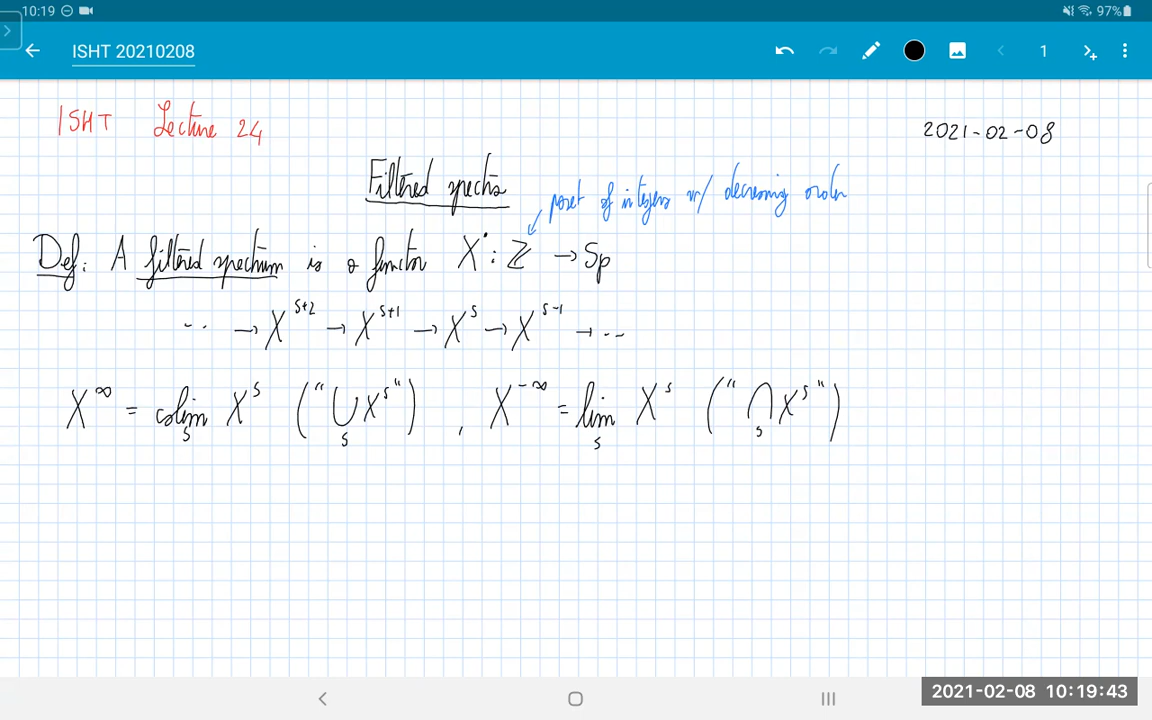 10:19
97%
ISHT 20210208
1
ISHT Lecture 24
2021-02-08
Filtered spectra
poset of integers w/ decreasing order
Def: A filtered spectrum is a functor X^• : ℤ → Sp
··· → X^{s+2} → X^{s+1} → X^s → X^{s-1} → ···
X^∞ = colim_s X^s ("⋃_s X^s"), X^{-∞} = lim_s X^s ("⋂_s X^s")
2021-02-08 10:19:43